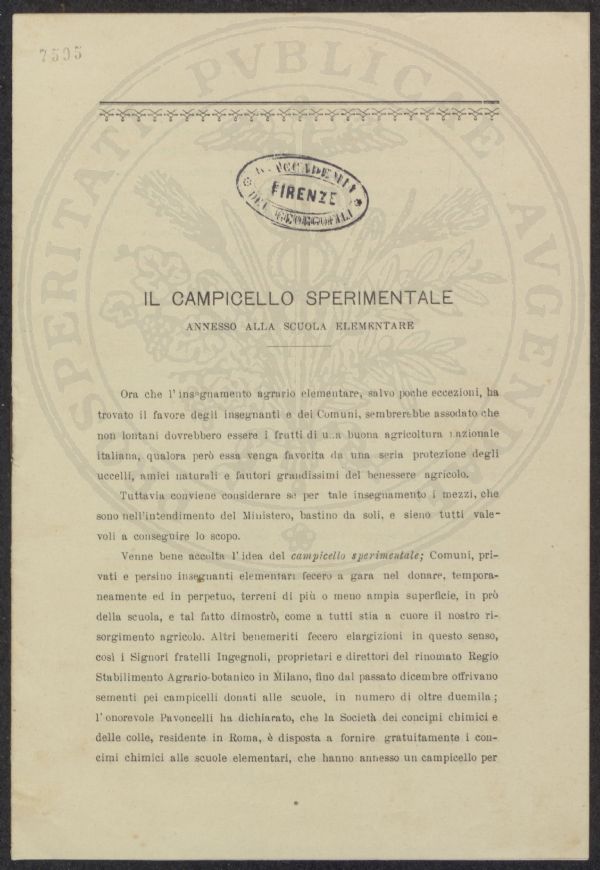 7595
PROSPERITATI PVBLICAE AVGENDAE
R. ACCADEMIA
FIRENZE
DEI GEORGOFILI
IL CAMPICELLO SPERIMENTALE
ANNESSO ALLA SCUOLA ELEMENTARE
Ora che l'insegnamento agrario elementare, salvo poche eccezioni, ha
trovato il favore degli insegnanti e dei Comuni, sembrerebbe assodato che
non lontani dovrebbero essere i frutti di una buona agricoltura nazionale
italiana, qualora però essa venga favorita da una seria protezione degli
uccelli, amici naturali e fautori grandissimi del benessere agricolo.
Tuttavia conviene considerare se per tale insegnamento i mezzi, che
sono nell'intendimento del Ministero, bastino da soli, e sieno tutti vale-
voli a conseguire lo scopo.
Venne bene accolta l'idea del campicello sperimentale; Comuni, pri-
vati e persino insegnanti elementari fecero a gara nel donare, tempora-
neamente ed in perpetuo, terreni di più o meno ampia superficie, in prò
della scuola, e tal fatto dimostrò, come a tutti stia a cuore il nostro ri-
sorgimento agricolo. Altri benemeriti fecero elargizioni in questo senso,
così i Signori fratelli Ingegnoli, proprietari e direttori del rinomato Regio
Stabilimento Agrario-botanico in Milano, fino dal passato dicembre offrivano
sementi pei campicelli donati alle scuole, in numero di oltre duemila;
l'onorevole Pavoncelli ha dichiarato, che la Società dei concimi chimici e
delle colle, residente in Roma, è disposta a fornire gratuitamente i con-
cimi chimici alle scuole elementari, che hanno annesso un campicello per